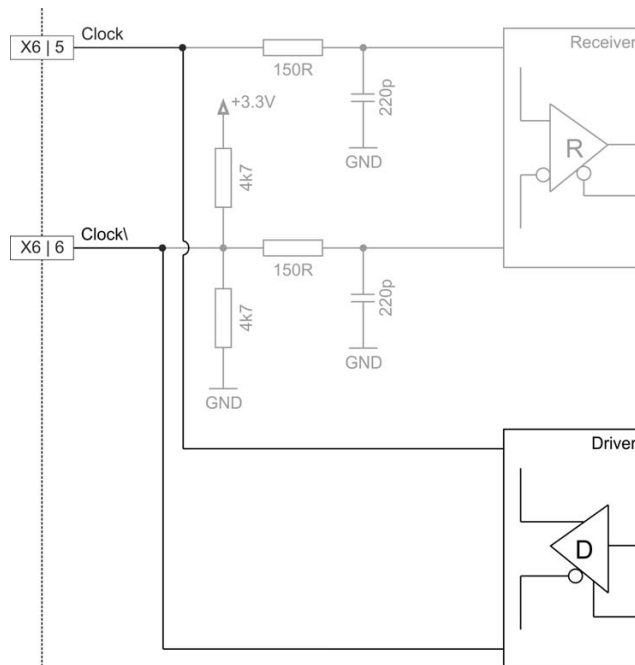 X6 | 5
Clock
150R
220p
GND
Receiver
R
+3.3V
4k7
X6 | 6
Clock\
150R
220p
GND
4k7
GND
Driver
D